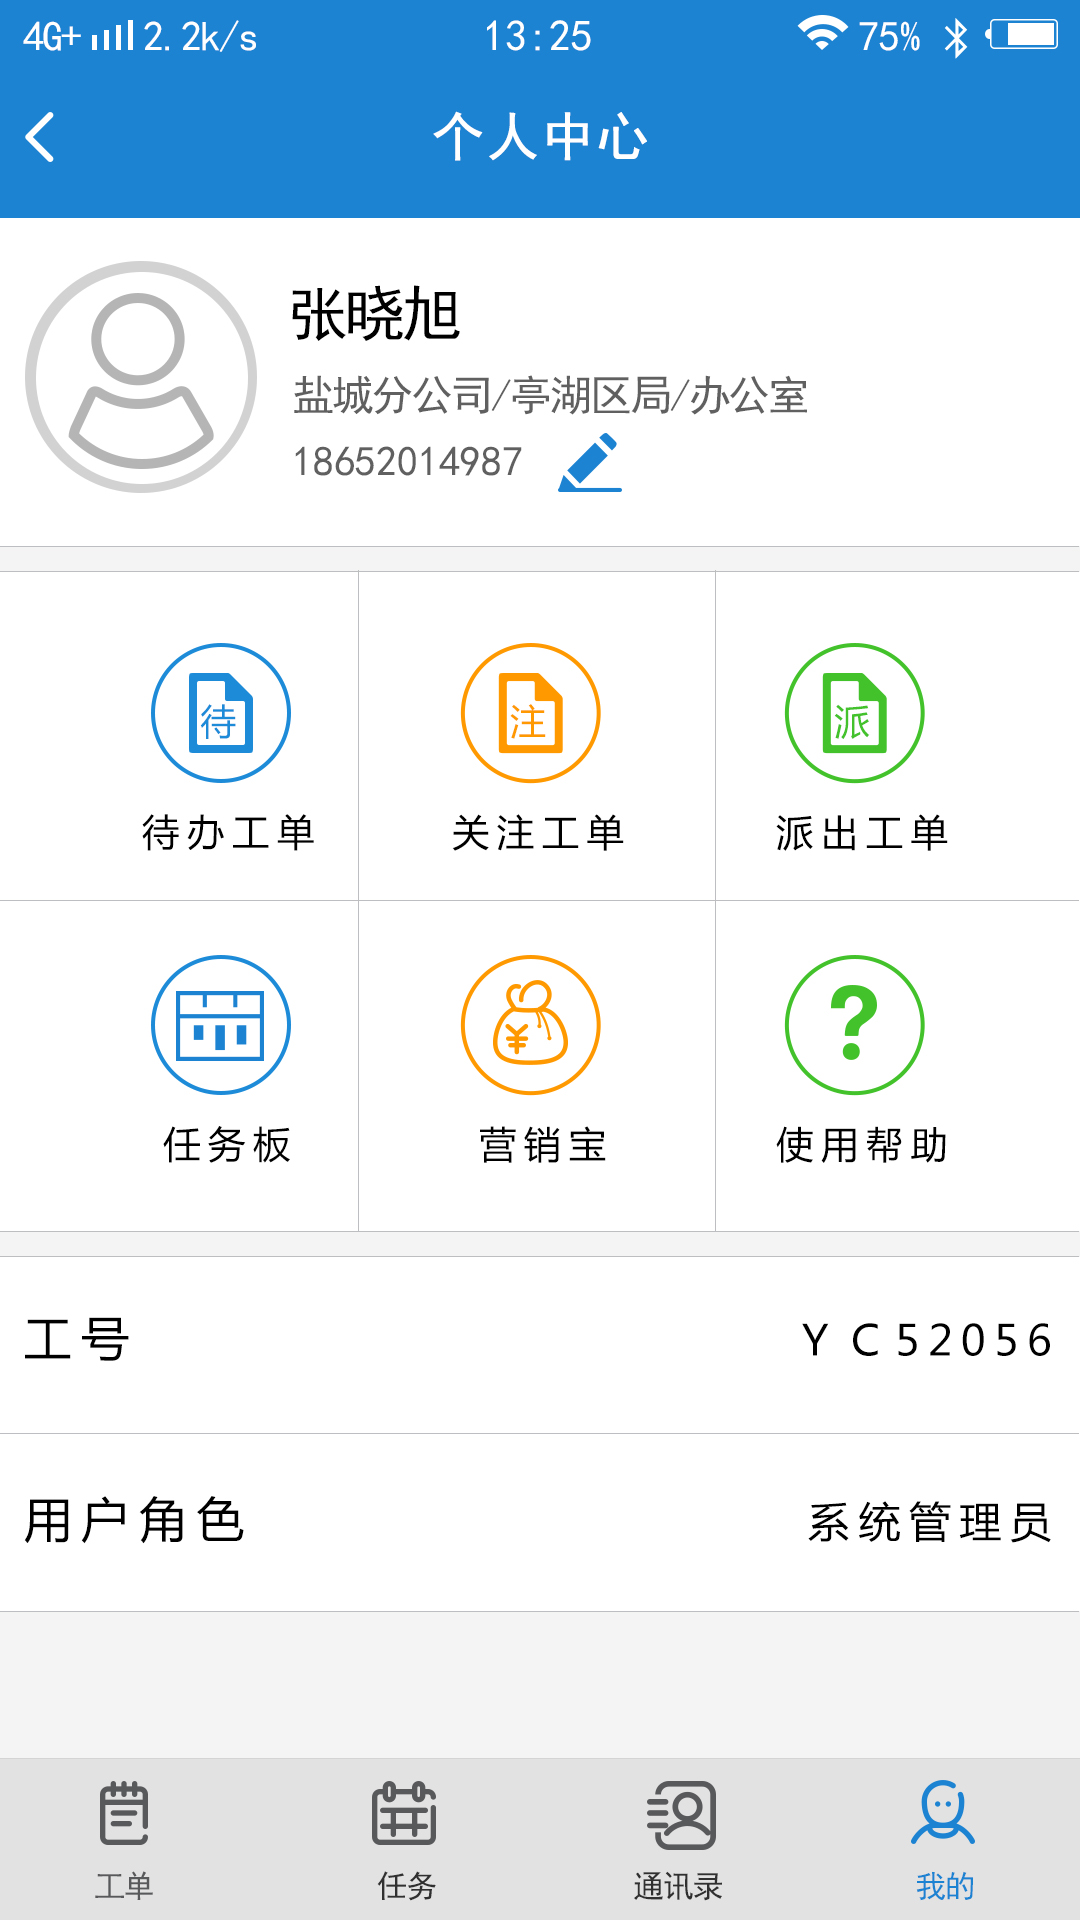 4G+ 2.2k/s 13:25 75%
个人中心
张晓旭
盐城分公司/亭湖区局/办公室
18652014987
待 注 派
待办工单 关注工单 派出工单
¥ ?
任务板 营销宝 使用帮助
工号 YC52056
用户角色 系统管理员
工单 任务 通讯录 我的